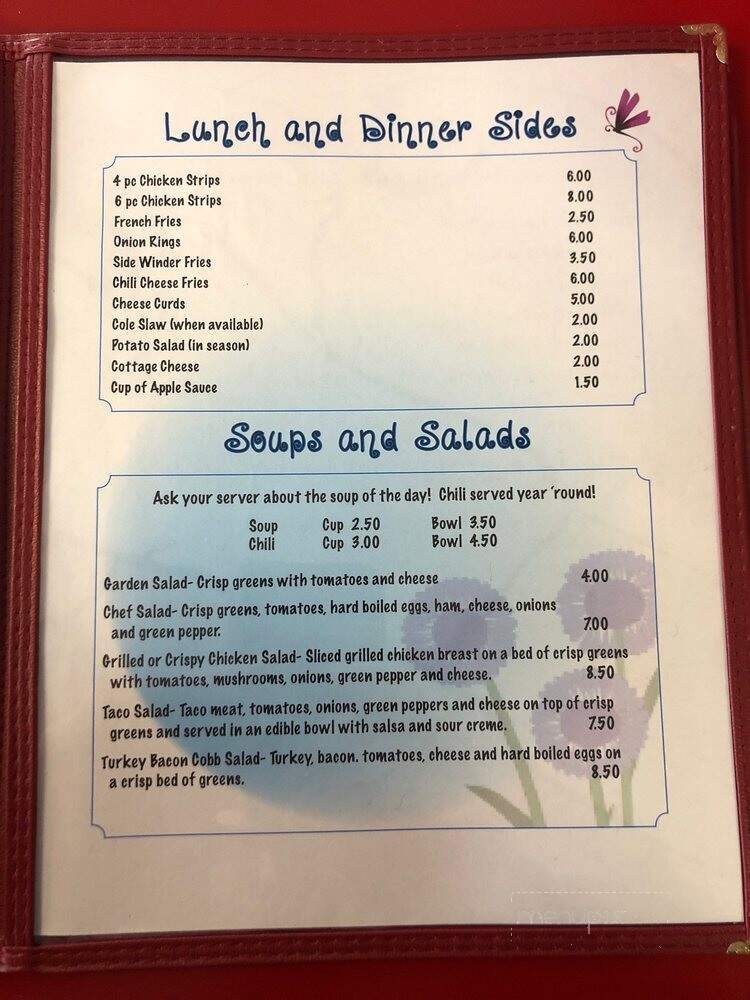 Lunch and Dinner Sides
4 pc Chicken Strips 6.00
6 pc Chicken Strips 8.00
French Fries 2.50
Onion Rings 6.00
Side Winder Fries 3.50
Chili Cheese Fries 6.00
Cheese Curds 5.00
Cole Slaw (when available) 2.00
Potato Salad (in season) 2.00
Cottage Cheese 2.00
Cup of Apple Sauce 1.50
Soups and Salads
Ask your server about the soup of the day! Chili served year 'round!
Soup Cup 2.50 Bowl 3.50
Chili Cup 3.00 Bowl 4.50
Garden Salad- Crisp greens with tomatoes and cheese 4.00
Chef Salad- Crisp greens, tomatoes, hard boiled eggs, ham, cheese, onions
and green pepper. 7.00
Grilled or Crispy Chicken Salad- Sliced grilled chicken breast on a bed of crisp greens
with tomatoes, mushrooms, onions, green pepper and cheese. 8.50
Taco Salad- Taco meat, tomatoes, onions, green peppers and cheese on top of crisp
greens and served in an edible bowl with salsa and sour creme. 7.50
Turkey Bacon Cobb Salad- Turkey, bacon. tomatoes, cheese and hard boiled eggs on
a crisp bed of greens. 8.50